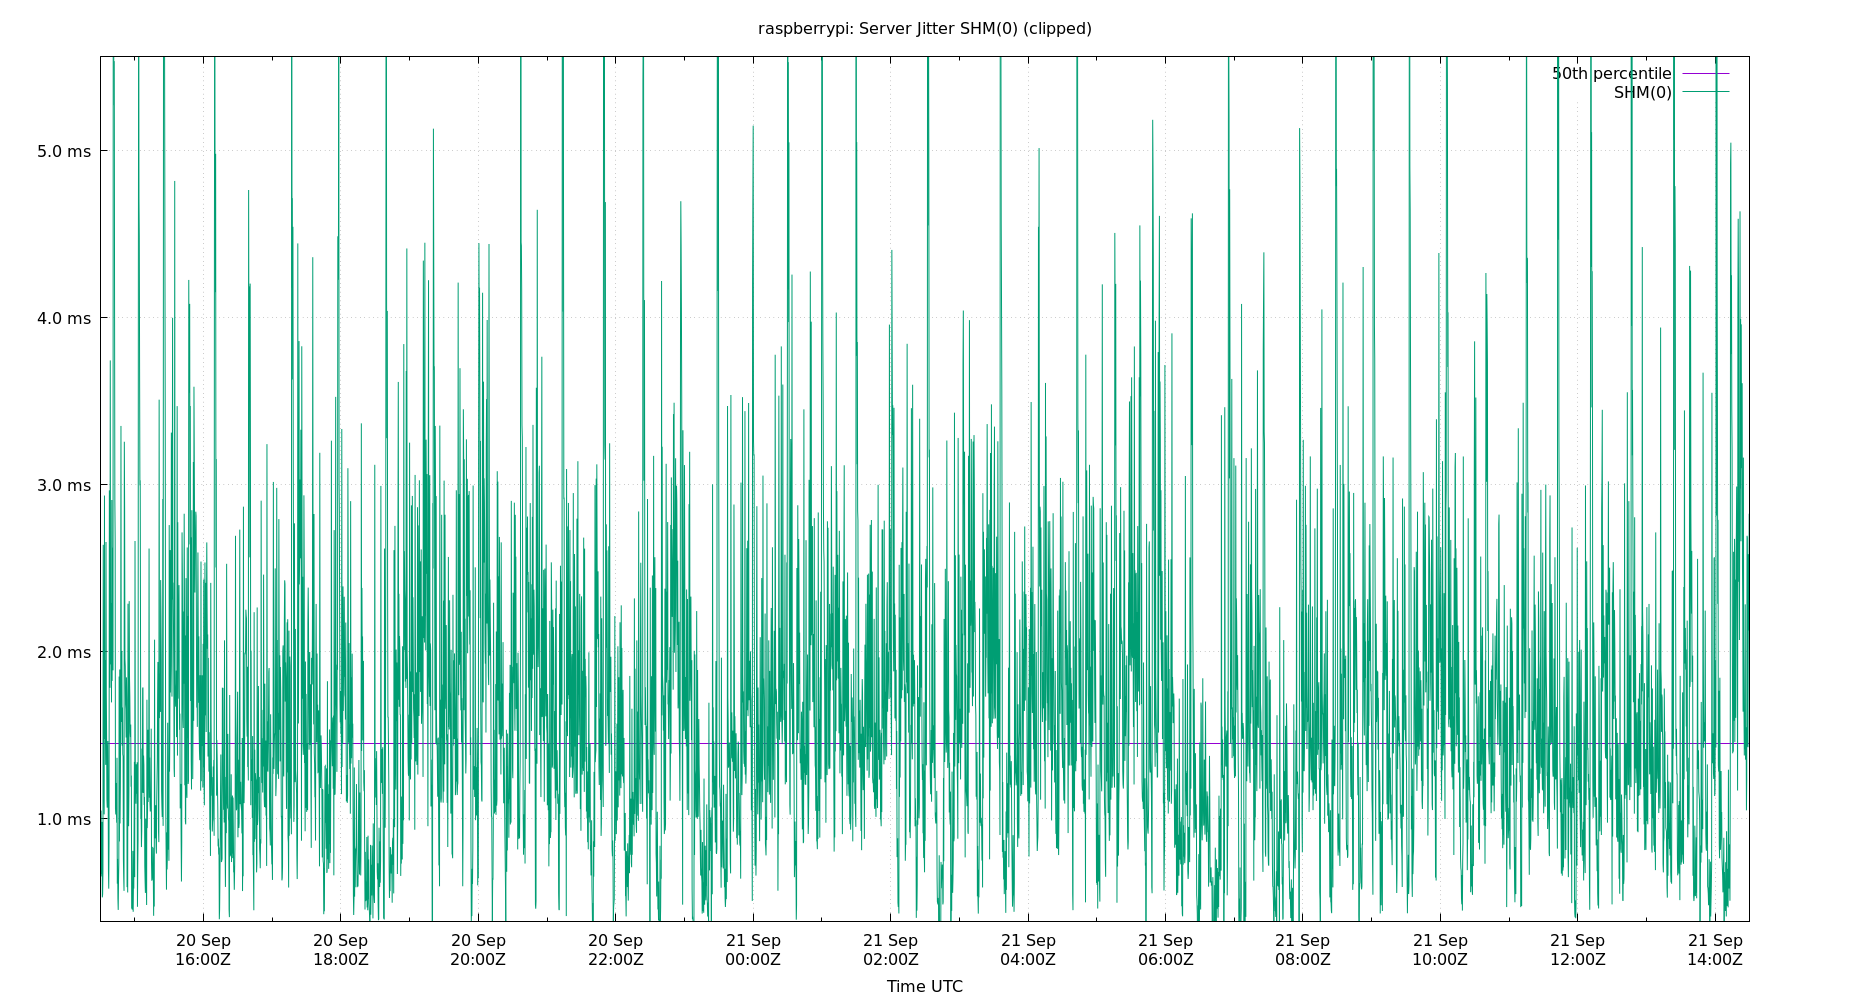 raspberrypi: Server Jitter SHM(0) (clipped)
50th percentile
SHM(0)
5.0 ms
4.0 ms
3.0 ms
2.0 ms
1.0 ms
20 Sep 20 Sep 20 Sep 20 Sep 21 Sep 21 Sep 21 Sep 21 Sep 21 Sep 21 Sep 21 Sep 21 Sep
16:00Z 18:00Z 20:00Z 22:00Z 00:00Z 02:00Z 04:00Z 06:00Z 08:00Z 10:00Z 12:00Z 14:00Z
Time UTC